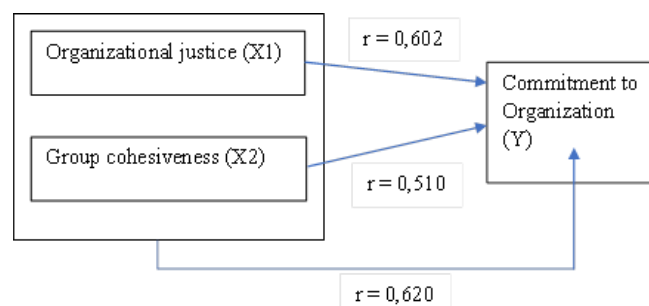 Organizational justice (X1)
r = 0,602
Commitment to
Organization
(Y)
Group cohesiveness (X2)
r = 0,510
r = 0,620